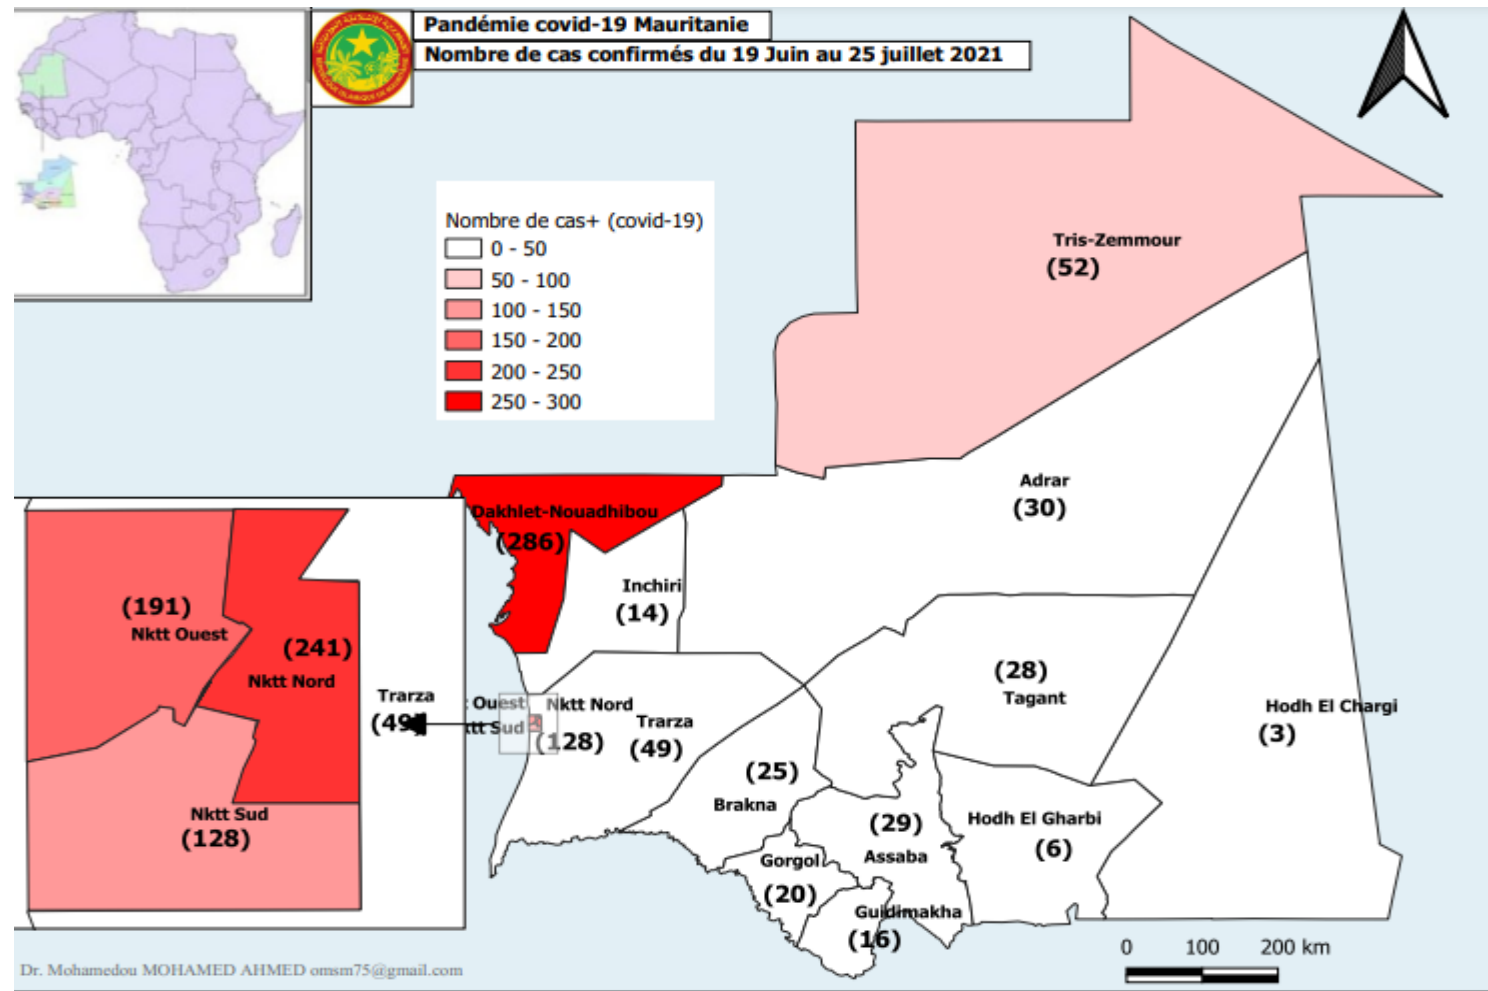 Pandémie covid-19 Mauritanie
Nombre de cas confirmés du 19 Juin au 25 juillet 2021
Nombre de cas+ (covid-19)
0 - 50
50 - 100
100 - 150
150 - 200
200 - 250
250 - 300
Tris-Zemmour
(52)
Adrar
(30)
Dakhlet-Nouadhibou
(286)
Inchiri
(14)
(191)
Nktt Ouest
(241)
Nktt Nord
Trarza
(49)
Nktt Sud
(128)
Ouest
Nktt Nord
Sud
(128)
Trarza
(49)
(28)
Tagant
Hodh El Chargi
(3)
(25)
Brakna
(29)
Assaba
Hodh El Gharbi
(6)
Gorgol
(20)
Guidimakha
(16)
0 100 200 km
Dr. Mohamedou MOHAMED AHMED omsm75@gmail.com